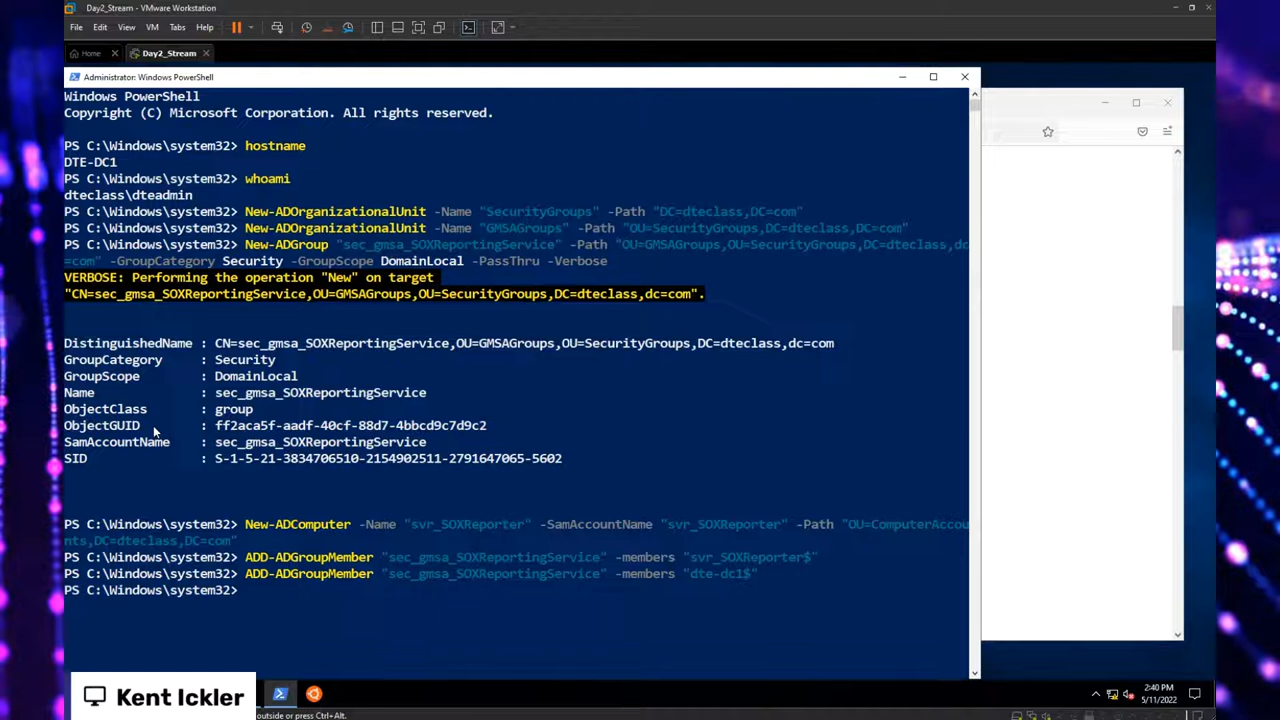 Day2_Stream - VMware Workstation
File Edit View VM Tabs Help
Home Day2_Stream
Administrator: Windows PowerShell
Windows PowerShell
Copyright (C) Microsoft Corporation. All rights reserved.
PS C:\Windows\system32> hostname
DTE-DC1
PS C:\Windows\system32> whoami
dteclass\dteadmin
PS C:\Windows\system32> New-ADOrganizationalUnit -Name "SecurityGroups" -Path "DC=dteclass,DC=com"
PS C:\Windows\system32> New-ADOrganizationalUnit -Name "GMSAGroups" -Path "OU=SecurityGroups,DC=dteclass,DC=com"
PS C:\Windows\system32> New-ADGroup "sec_gmsa_SOXReportingService" -Path "OU=GMSAGroups,OU=SecurityGroups,DC=dteclass,dc
=com" -GroupCategory Security -GroupScope DomainLocal -PassThru -Verbose
VERBOSE: Performing the operation "New" on target
"CN=sec_gmsa_SOXReportingService,OU=GMSAGroups,OU=SecurityGroups,DC=dteclass,dc=com".
DistinguishedName : CN=sec_gmsa_SOXReportingService,OU=GMSAGroups,OU=SecurityGroups,DC=dteclass,dc=com
GroupCategory : Security
GroupScope : DomainLocal
Name : sec_gmsa_SOXReportingService
ObjectClass : group
ObjectGUID : ff2aca5f-aadf-40cf-88d7-4bbcd9c7d9c2
SamAccountName : sec_gmsa_SOXReportingService
SID : S-1-5-21-3834706510-2154902511-2791647065-5602
PS C:\Windows\system32> New-ADComputer -Name "svr_SOXReporter" -SamAccountName "svr_SOXReporter" -Path "OU=ComputerAccou
nts,DC=dteclass,DC=com"
PS C:\Windows\system32> ADD-ADGroupMember "sec_gmsa_SOXReportingService" -members "svr_SOXReporter$"
PS C:\Windows\system32> ADD-ADGroupMember "sec_gmsa_SOXReportingService" -members "dte-dc1$"
PS C:\Windows\system32>
Kent Ickler
2:40 PM
5/11/2022
outside or press Ctrl+Alt.